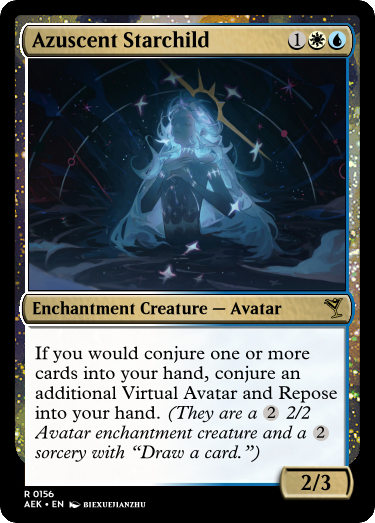 Azuscent Starchild 1
Enchantment Creature — Avatar
If you would conjure one or more
cards into your hand, conjure an
additional Virtual Avatar and Repose
into your hand. (They are a 2 2/2
Avatar enchantment creature and a 2
sorcery with “Draw a card.”)
2/3
R 0156
AEK • EN BIEXUEJIANZHU